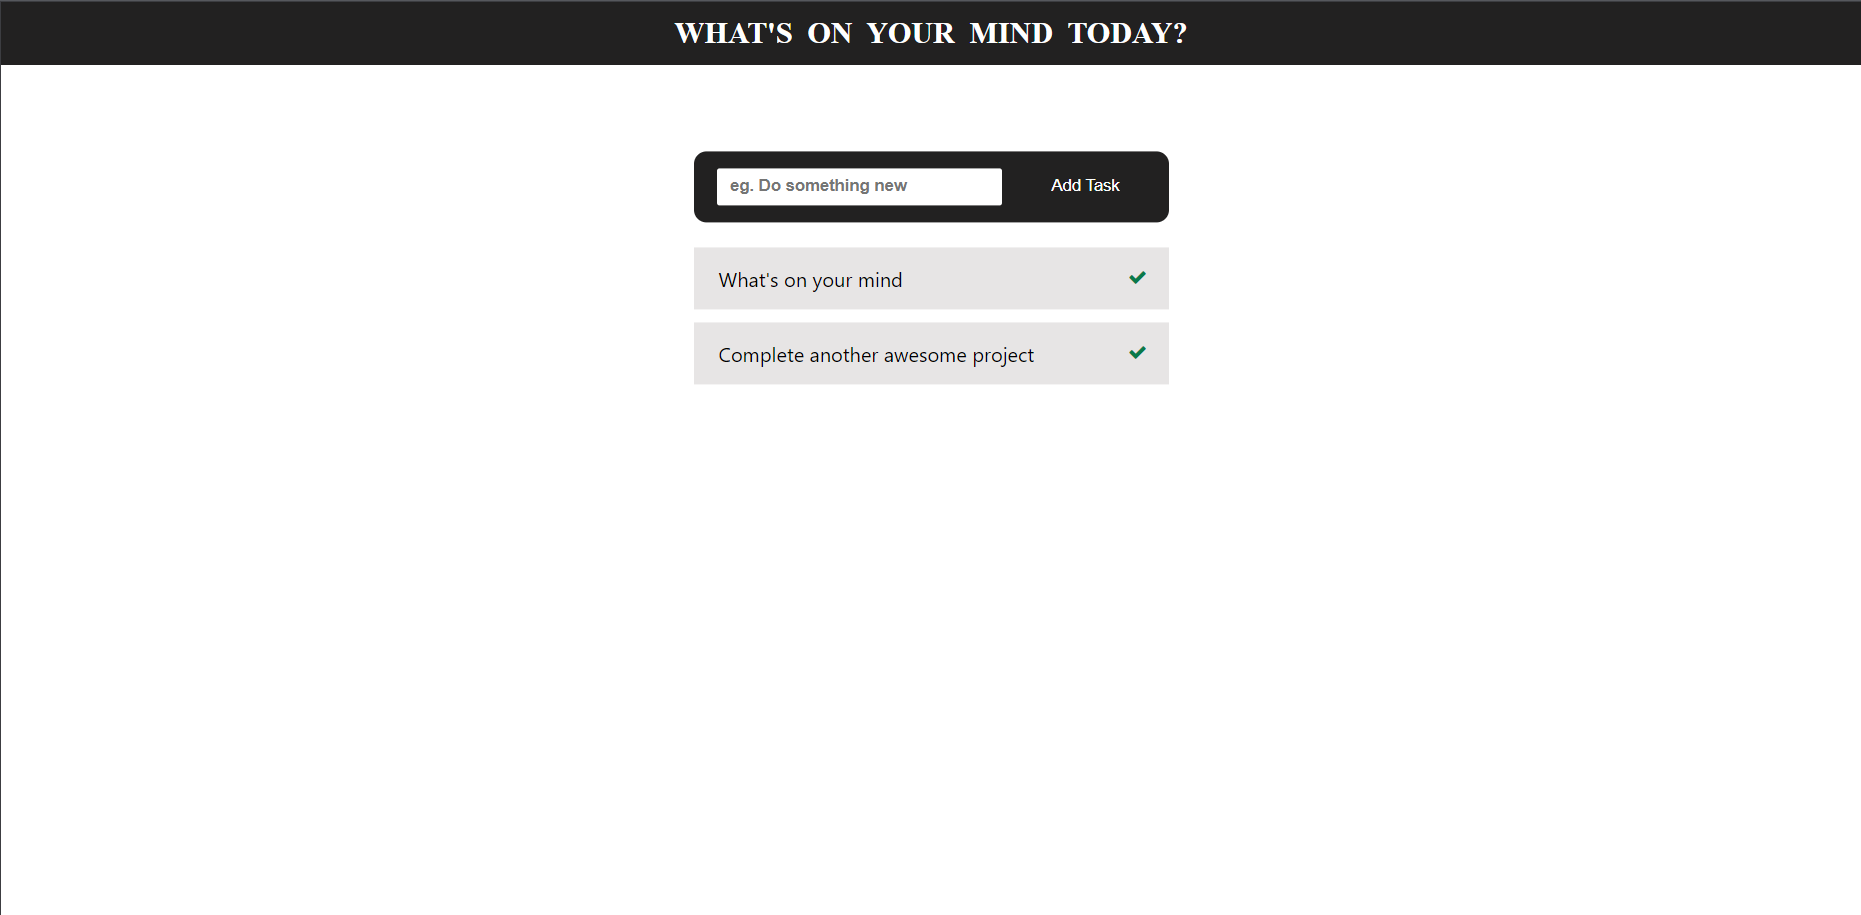 WHAT'S ON YOUR MIND TODAY?
eg. Do something new Add Task
What's on your mind
Complete another awesome project